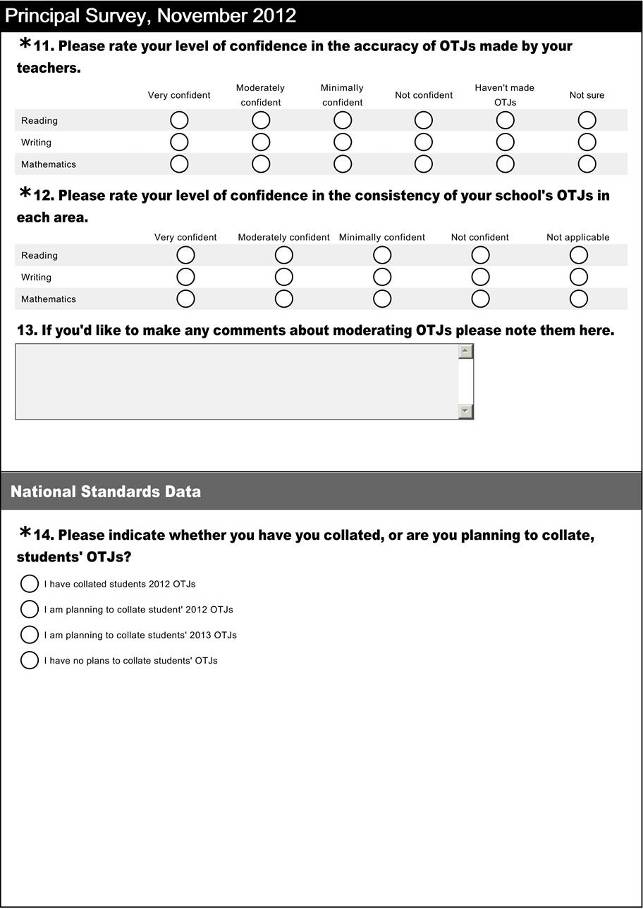 Principal Survey, November 2012
*11. Please rate your level of confidence in the accuracy of OTJs made by your
teachers.
Very confident Moderately confident Minimally confident Not confident Haven't made OTJs Not sure
Reading
Writing
Mathematics
*12. Please rate your level of confidence in the consistency of your school's OTJs in
each area.
Very confident Moderately confident Minimally confident Not confident Not applicable
Reading
Writing
Mathematics
13. If you'd like to make any comments about moderating OTJs please note them here.
National Standards Data
*14. Please indicate whether you have you collated, or are you planning to collate,
students' OTJs?
I have collated students 2012 OTJs
I am planning to collate student' 2012 OTJs
I am planning to collate students' 2013 OTJs
I have no plans to collate students' OTJs